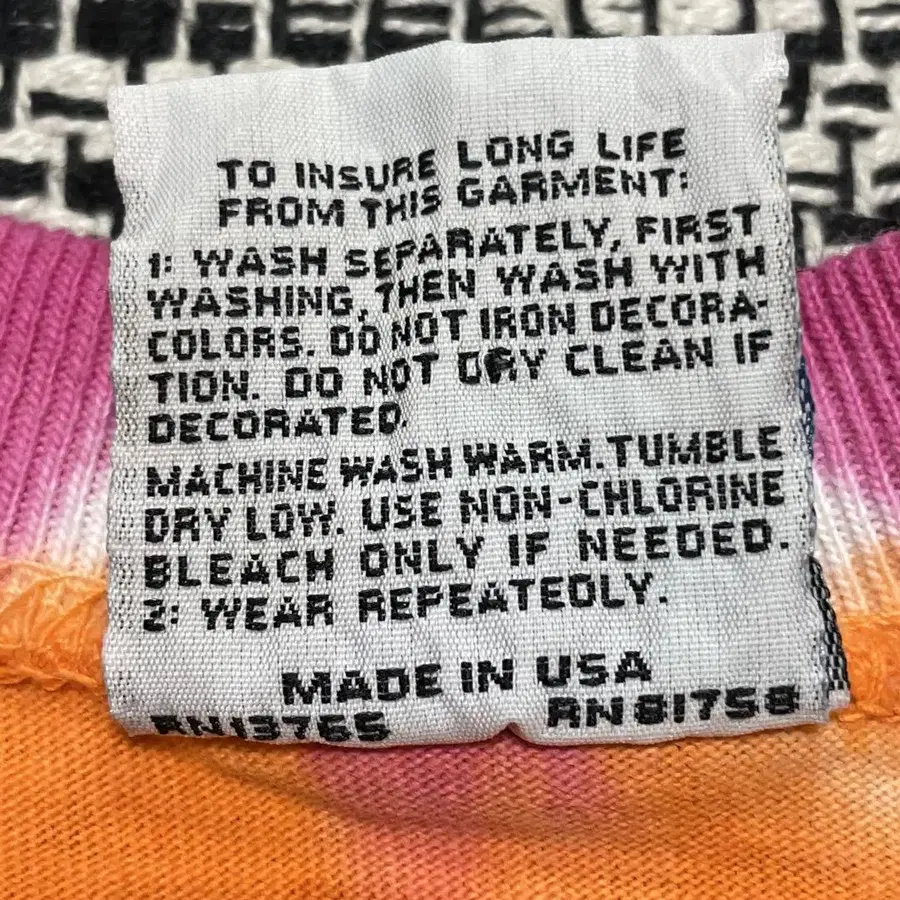 TO INSURE LONG LIFE
FROM THIS GARMENT:
1: WASH SEPARATELY, FIRST
WASHING, THEN WASH WITH
COLORS. DO NOT IRON DECORA-
TION. DO NOT DRY CLEAN IF
DECORATED.
MACHINE WASH WARM. TUMBLE
DRY LOW. USE NON-CHLORINE
BLEACH ONLY IF NEEDED.
2: WEAR REPEATEDLY.
MADE IN USA
RN13765 RN81758